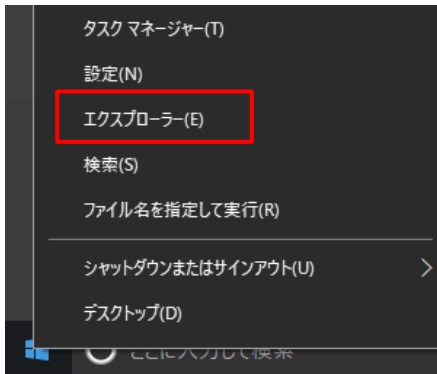 タスク マネージャー(T)
設定(N)
エクスプローラー(E)
検索(S)
ファイル名を指定して実行(R)
シャットダウンまたはサインアウト(U)
デスクトップ(D)
ここに入力して検索